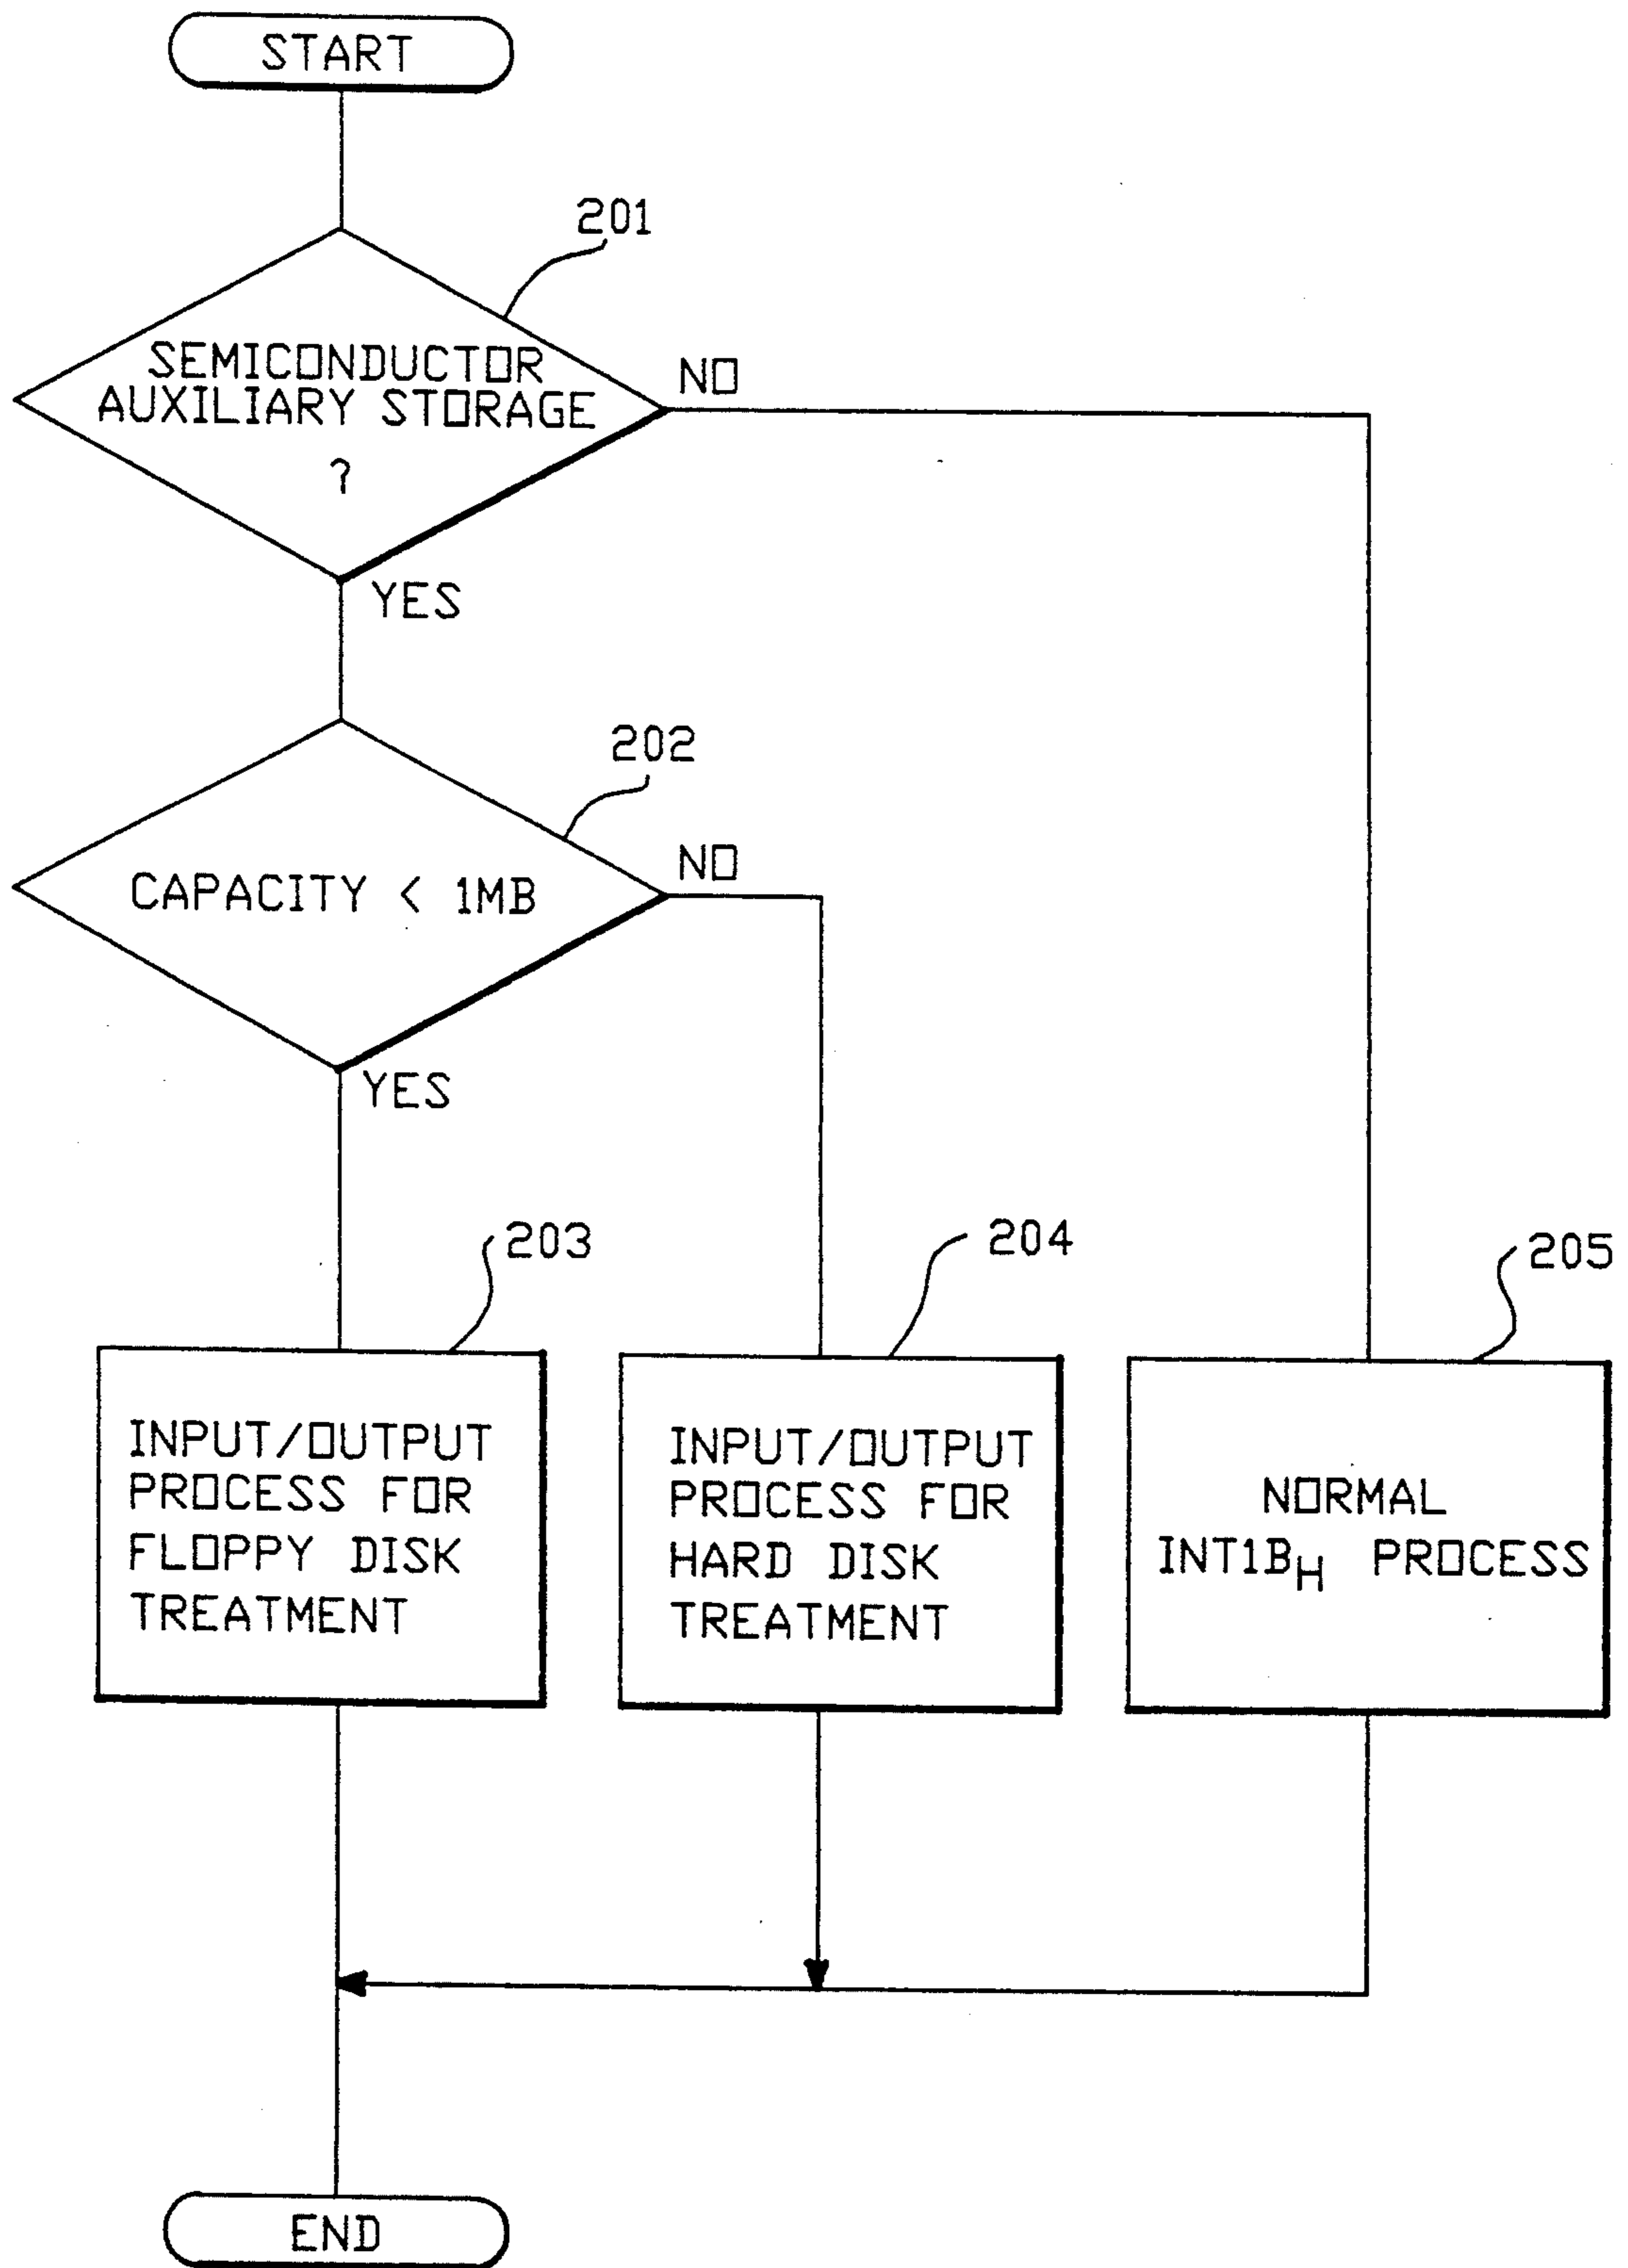 START
201
SEMICONDUCTOR
AUXILIARY STORAGE
?
NO
YES
202
CAPACITY < 1MB
NO
YES
203
204
205
INPUT/OUTPUT
PROCESS FOR
FLOPPY DISK
TREATMENT
INPUT/OUTPUT
PROCESS FOR
HARD DISK
TREATMENT
NORMAL
INT1BH PROCESS
END